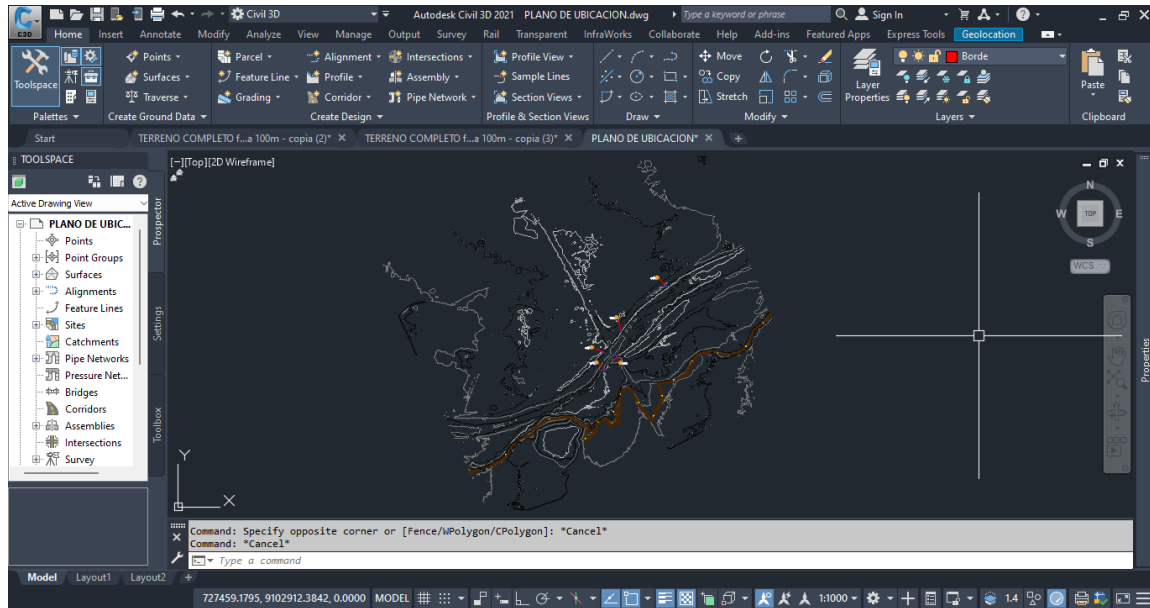 Civil 3D Autodesk Civil 3D 2021 PLANO DE UBICACION.dwg Type a keyword or phrase Sign In
C3D Home Insert Annotate Modify Analyze View Manage Output Survey Rail Transparent InfraWorks Collaborate Help Add-ins Featured Apps Express Tools Geolocation
Toolspace Points Parcel Alignment Intersections Profile View Move Borde
Surfaces Feature Line Profile Assembly Sample Lines Copy Layer Properties Paste
Traverse Grading Corridor Pipe Network Section Views Stretch
Palettes Create Ground Data Create Design Profile & Section Views Draw Modify Layers Clipboard
Start TERRENO COMPLETO f...a 100m - copia (2)* TERRENO COMPLETO f...a 100m - copia (3)* PLANO DE UBICACION*
TOOLSPACE [−][Top][2D Wireframe]
Active Drawing View
PLANO DE UBIC...
Points
Point Groups
Surfaces
Alignments
Feature Lines
Sites
Catchments
Pipe Networks
Pressure Net...
Bridges
Corridors
Assemblies
Intersections
Survey
Prospector
Settings
Toolbox
N
W TOP E
S
WCS
Properties
Y
X
Command: Specify opposite corner or [Fence/WPolygon/CPolygon]: *Cancel*
Command: *Cancel*
Type a command
Model Layout1 Layout2 +
727459.1795, 9102912.3842, 0.0000 MODEL 1:1000 1.4